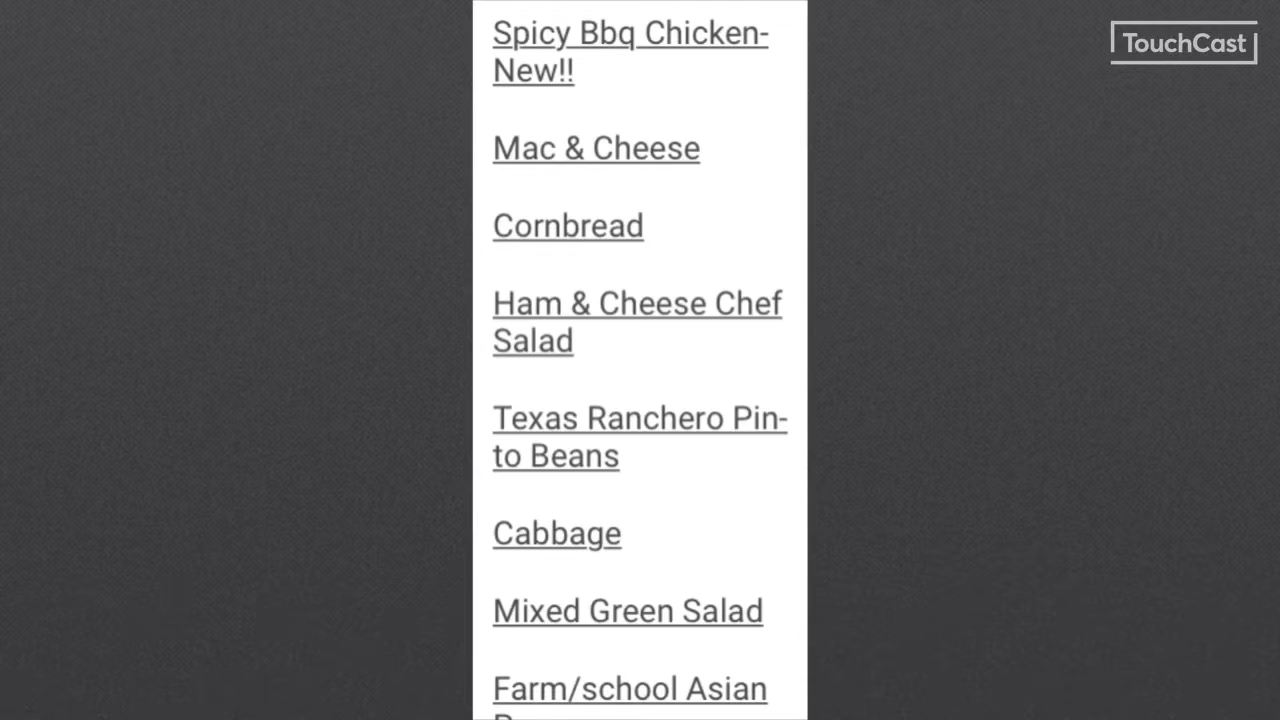 Spicy Bbq Chicken-
New!!
Mac & Cheese
Cornbread
Ham & Cheese Chef
Salad
Texas Ranchero Pin-
to Beans
Cabbage
Mixed Green Salad
Farm/school Asian
TouchCast